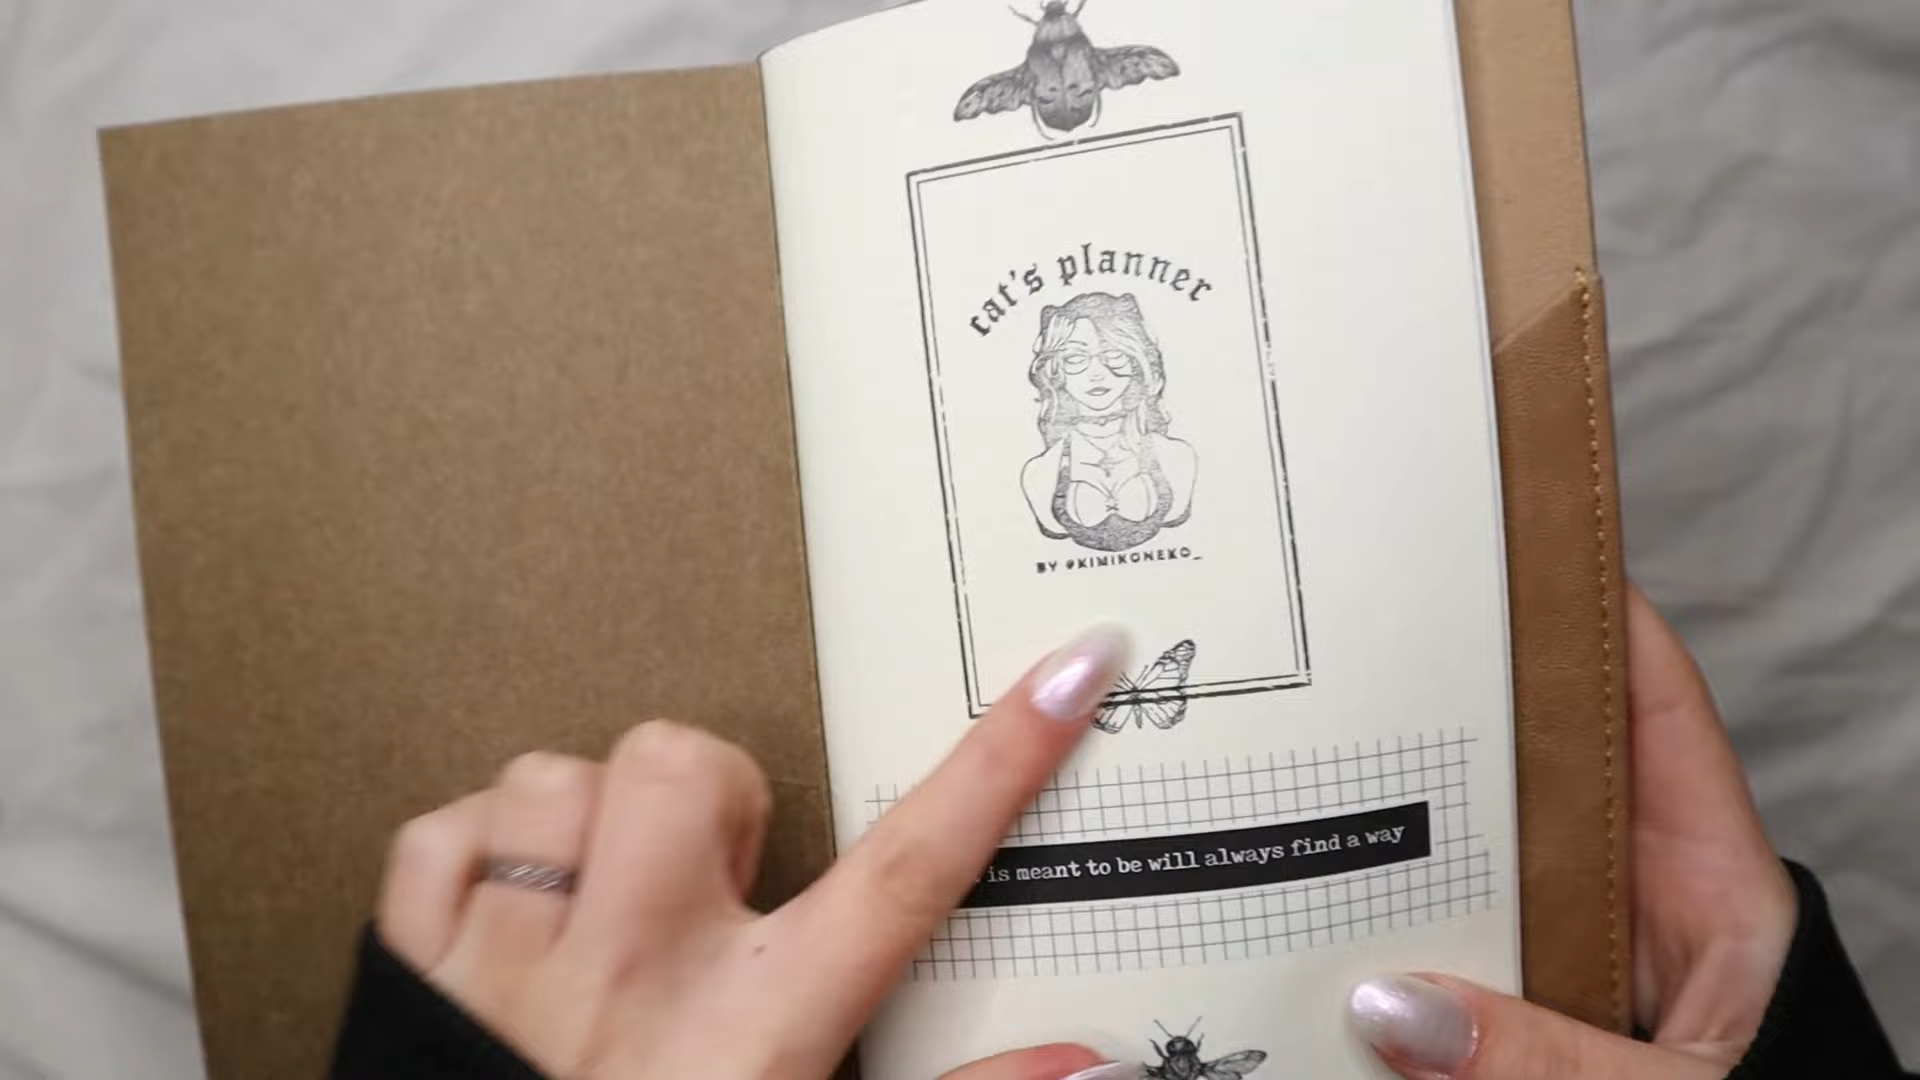 cat's planner
BY @KIMIKONEKO_
is meant to be will always find a way